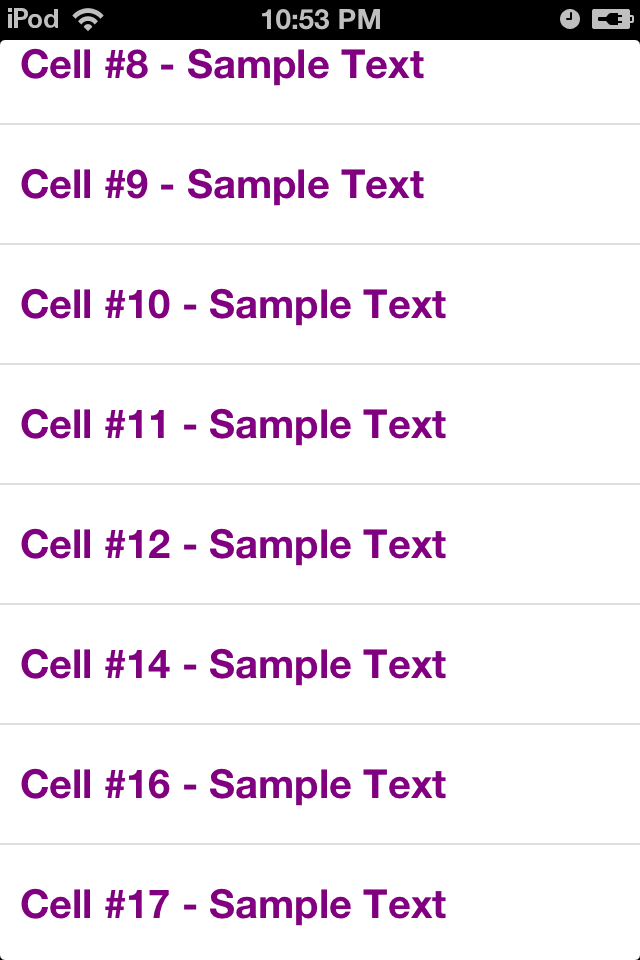 iPod 10:53 PM
Cell #8 - Sample Text
Cell #9 - Sample Text
Cell #10 - Sample Text
Cell #11 - Sample Text
Cell #12 - Sample Text
Cell #14 - Sample Text
Cell #16 - Sample Text
Cell #17 - Sample Text